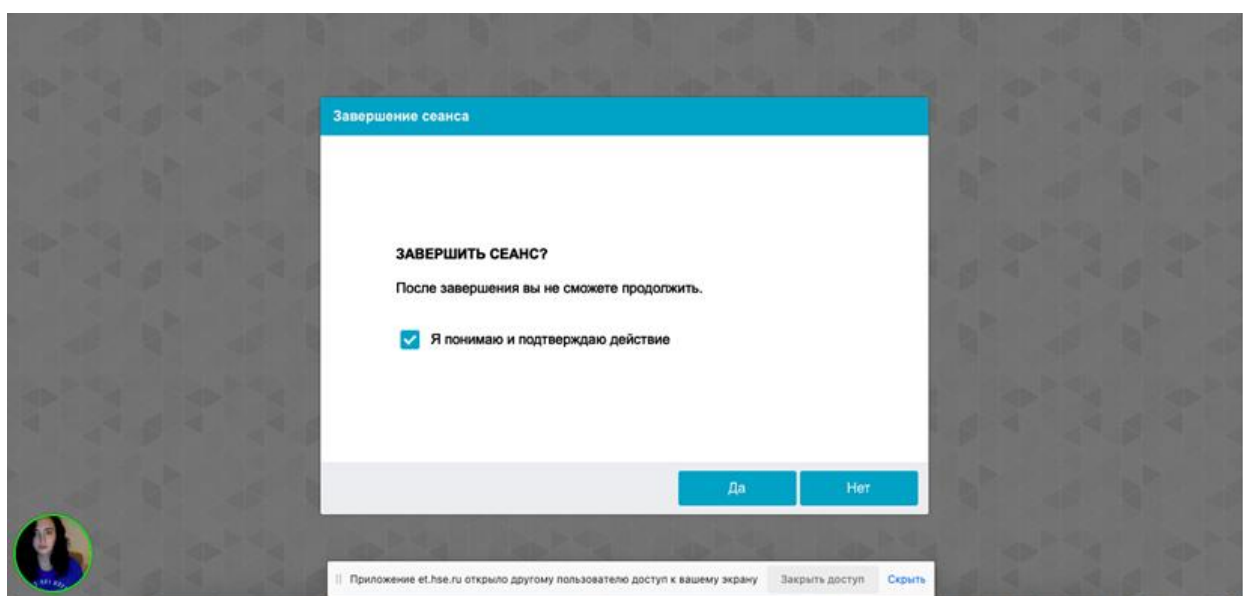 Завершение сеанса
ЗАВЕРШИТЬ СЕАНС?
После завершения вы не сможете продолжить.
Я понимаю и подтверждаю действие
Да Нет
Приложение et.hse.ru открыло другому пользователю доступ к вашему экрану Закрыть доступ Скрыть